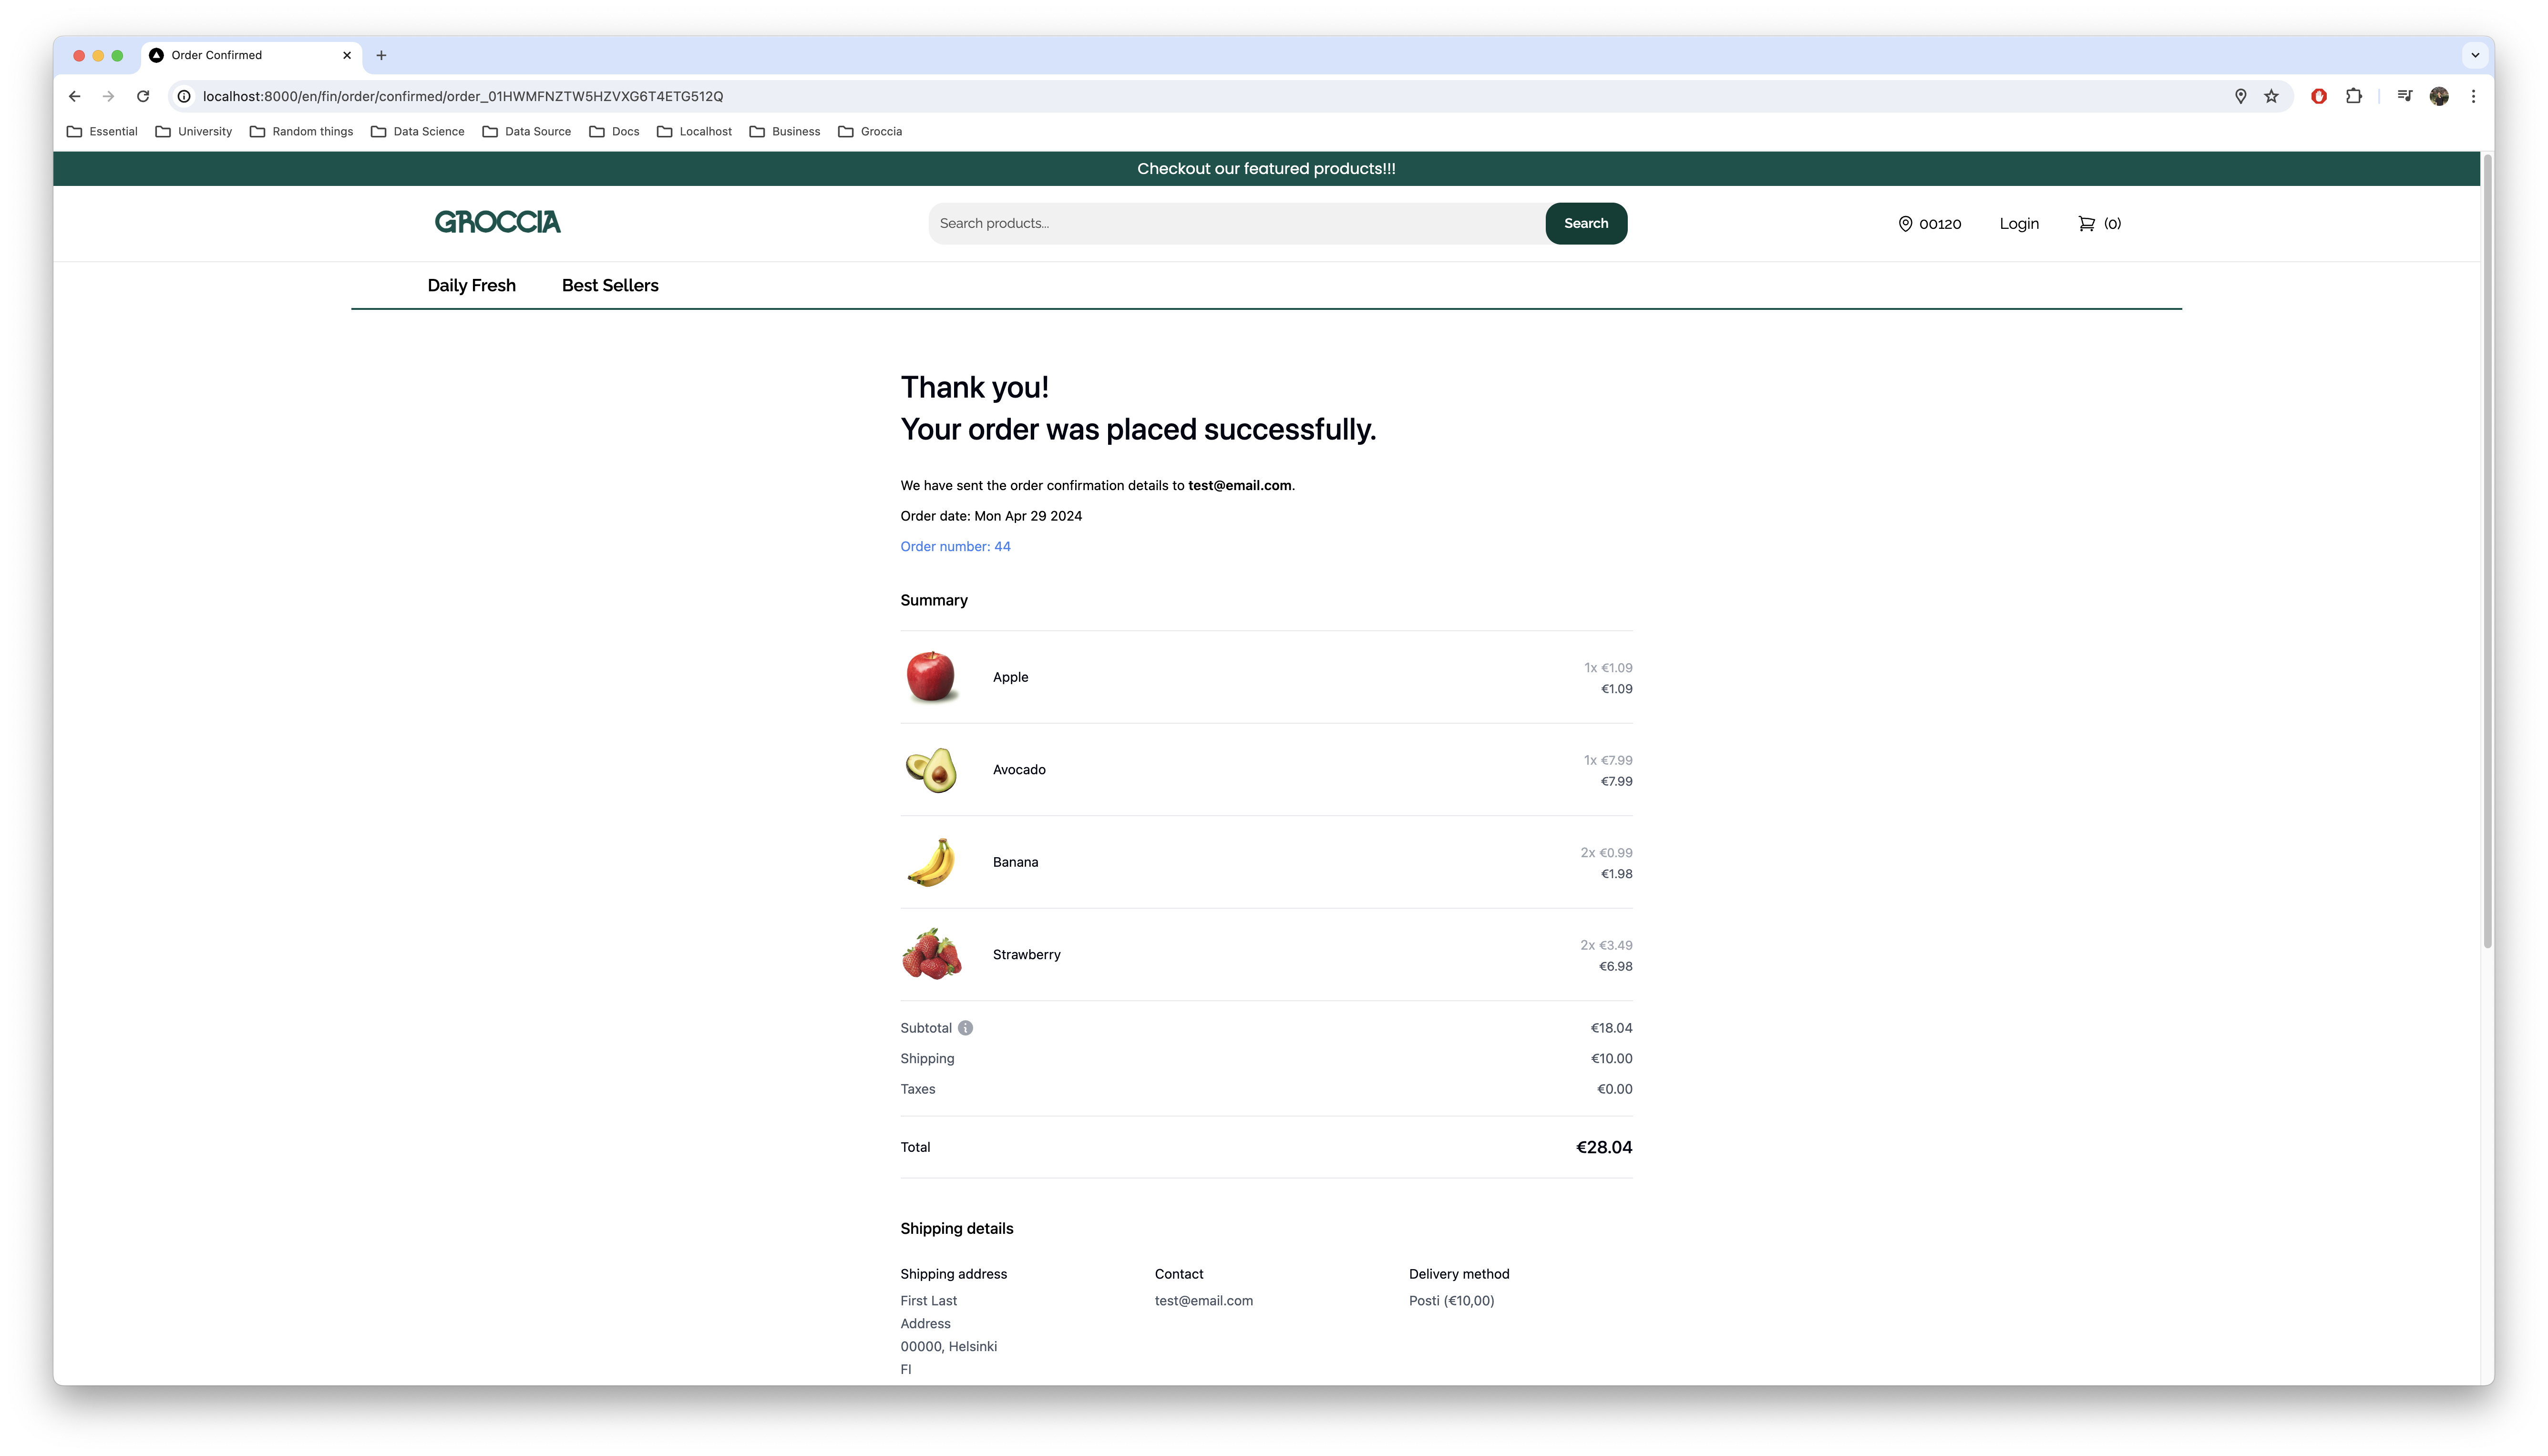 Order Confirmed
localhost:8000/en/fin/order/confirmed/order_01HWMFNZTW5HZVXG6T4ETG512Q
Essential University Random things Data Science Data Source Docs Localhost Business Groccia
Checkout our featured products!!!
GROCCIA Search products... Search 00120 Login (0)
Daily Fresh Best Sellers
Thank you!
Your order was placed successfully.
We have sent the order confirmation details to test@email.com.
Order date: Mon Apr 29 2024
Order number: 44
Summary
1x €1.09
Apple
€1.09
1x €7.99
Avocado
€7.99
2x €0.99
Banana
€1.98
2x €3.49
Strawberry
€6.98
Subtotal €18.04
Shipping €10.00
Taxes €0.00
Total €28.04
Shipping details
Shipping address Contact Delivery method
First Last test@email.com Posti (€10,00)
Address
00000, Helsinki
FI